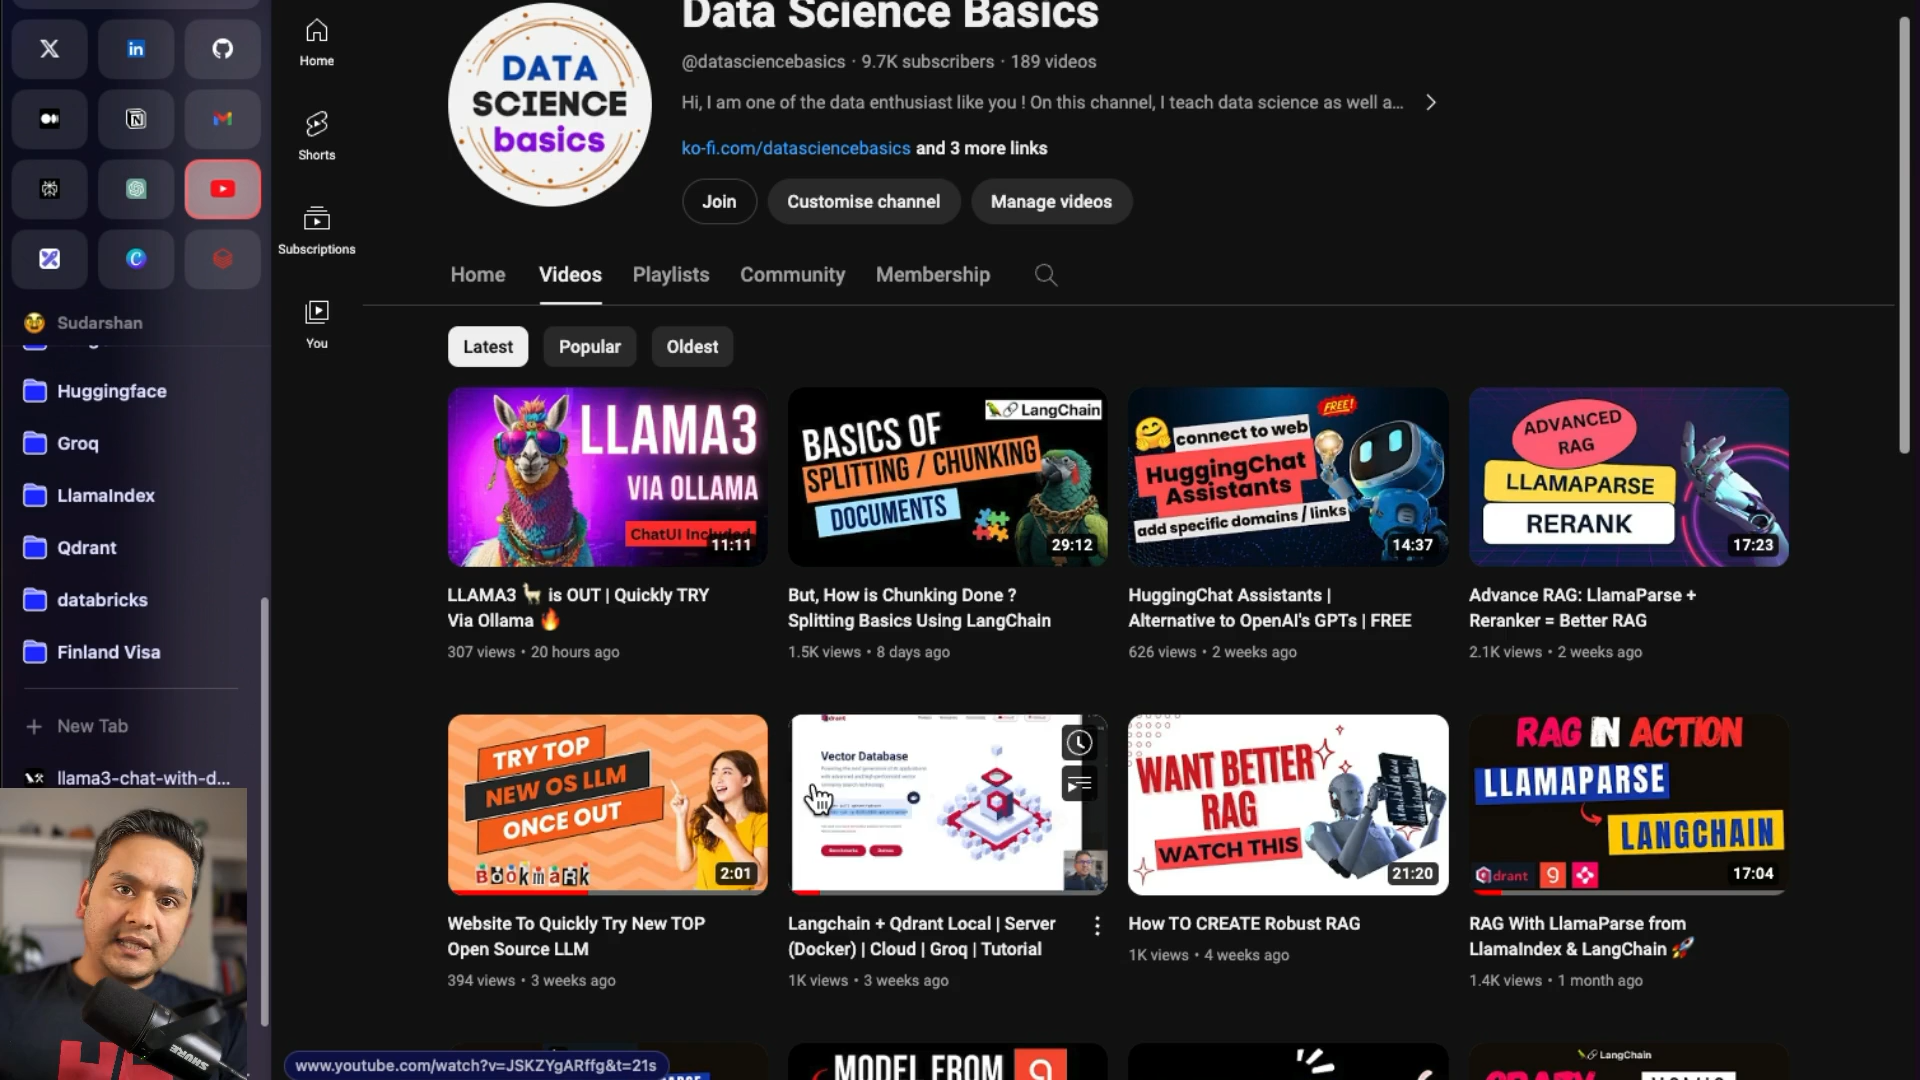 Sudarshan
Huggingface
Groq
LlamaIndex
Qdrant
databricks
Finland Visa
New Tab
llama3-chat-with-d...
Home
Shorts
Subscriptions
You
DATA
SCIENCE
basics
Data Science Basics
@datasciencebasics · 9.7K subscribers · 189 videos
Hi, I am one of the data enthusiast like you ! On this channel, I teach data science as well a...
ko-fi.com/datasciencebasics and 3 more links
Join
Customise channel
Manage videos
Home
Videos
Playlists
Community
Membership
Latest
Popular
Oldest
LLAMA3
VIA OLLAMA
11:11
LLAMA3 🦙 is OUT | Quickly TRY
Via Ollama 🔥
307 views • 20 hours ago
LangChain
BASICS OF
SPLITTING / CHUNKING
DOCUMENTS
29:12
But, How is Chunking Done ?
Splitting Basics Using LangChain
1.5K views • 8 days ago
FREE!
connect to web
HuggingChat
Assistants
add specific domains / links
14:37
HuggingChat Assistants |
Alternative to OpenAI's GPTs | FREE
626 views • 2 weeks ago
ADVANCED
RAG
LLAMAPARSE
RERANK
17:23
Advance RAG: LlamaParse +
Reranker = Better RAG
2.1K views • 2 weeks ago
TRY TOP
NEW OS LLM
ONCE OUT
BOokmaRK
2:01
Website To Quickly Try New TOP
Open Source LLM
394 views • 3 weeks ago
Vector Database
Langchain + Qdrant Local | Server
(Docker) | Cloud | Groq | Tutorial
1K views • 3 weeks ago
WANT BETTER
RAG
WATCH THIS
21:20
How TO CREATE Robust RAG
1K views • 4 weeks ago
RAG IN ACTION
LLAMAPARSE
LANGCHAIN
drant
17:04
RAG With LlamaParse from
LlamaIndex & LangChain 🚀
1.4K views • 1 month ago
MODEL FROM
LangChain
SHURE
www.youtube.com/watch?v=JSKZYgARffg&t=21s